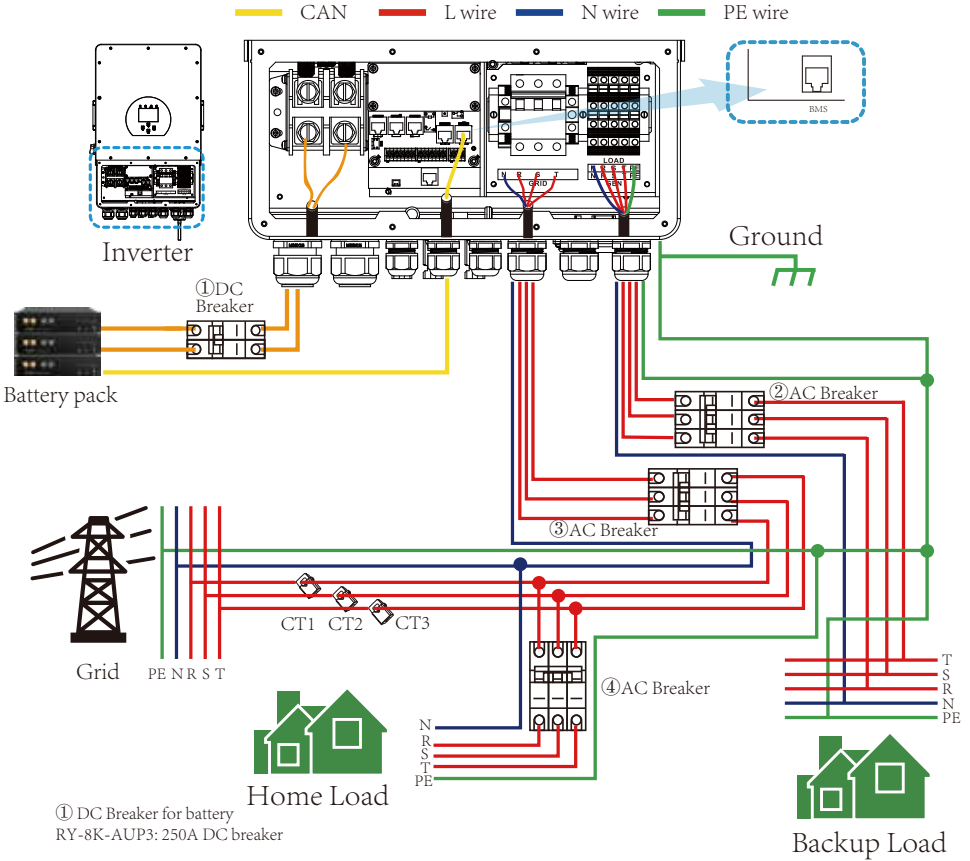 CAN
L wire
N wire
PE wire
BMS
LOAD
N R S T
GRID
GEN
Inverter
Ground
①DC
Breaker
Battery pack
②AC Breaker
③AC Breaker
CT1
CT2
CT3
Grid
PE N R S T
④AC Breaker
N
R
S
T
PE
T
S
R
N
PE
Home Load
Backup Load
① DC Breaker for battery
RY-8K-AUP3: 250A DC breaker